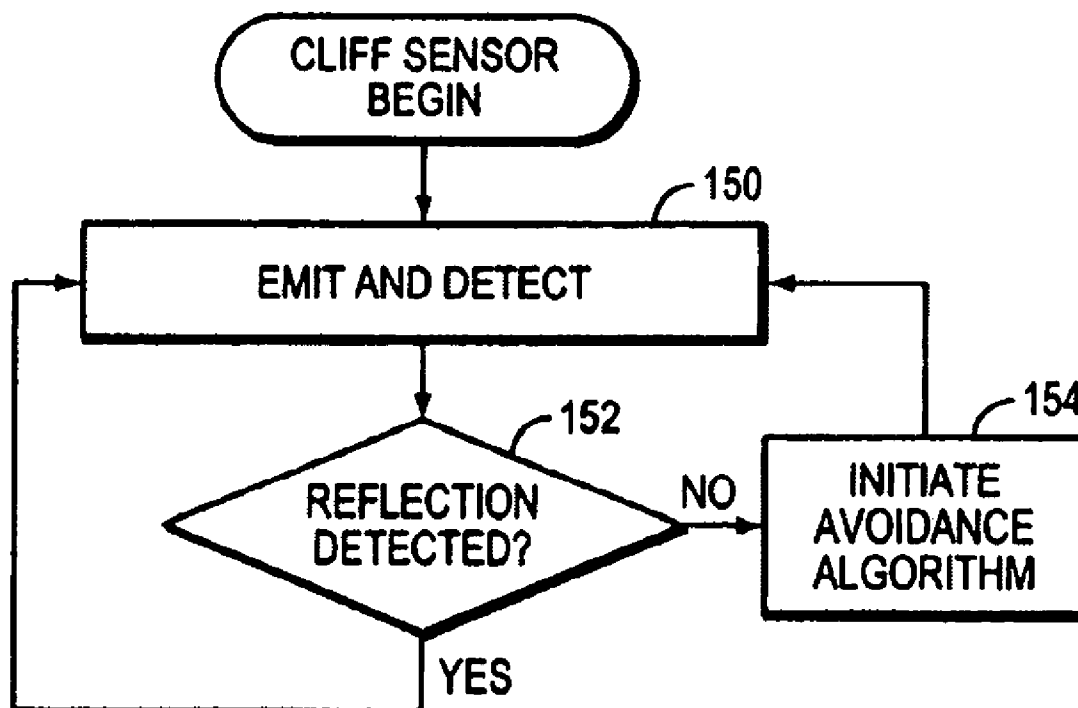 CLIFF SENSOR
BEGIN
150
EMIT AND DETECT
152
REFLECTION
DETECTED?
NO
154
INITIATE
AVOIDANCE
ALGORITHM
YES